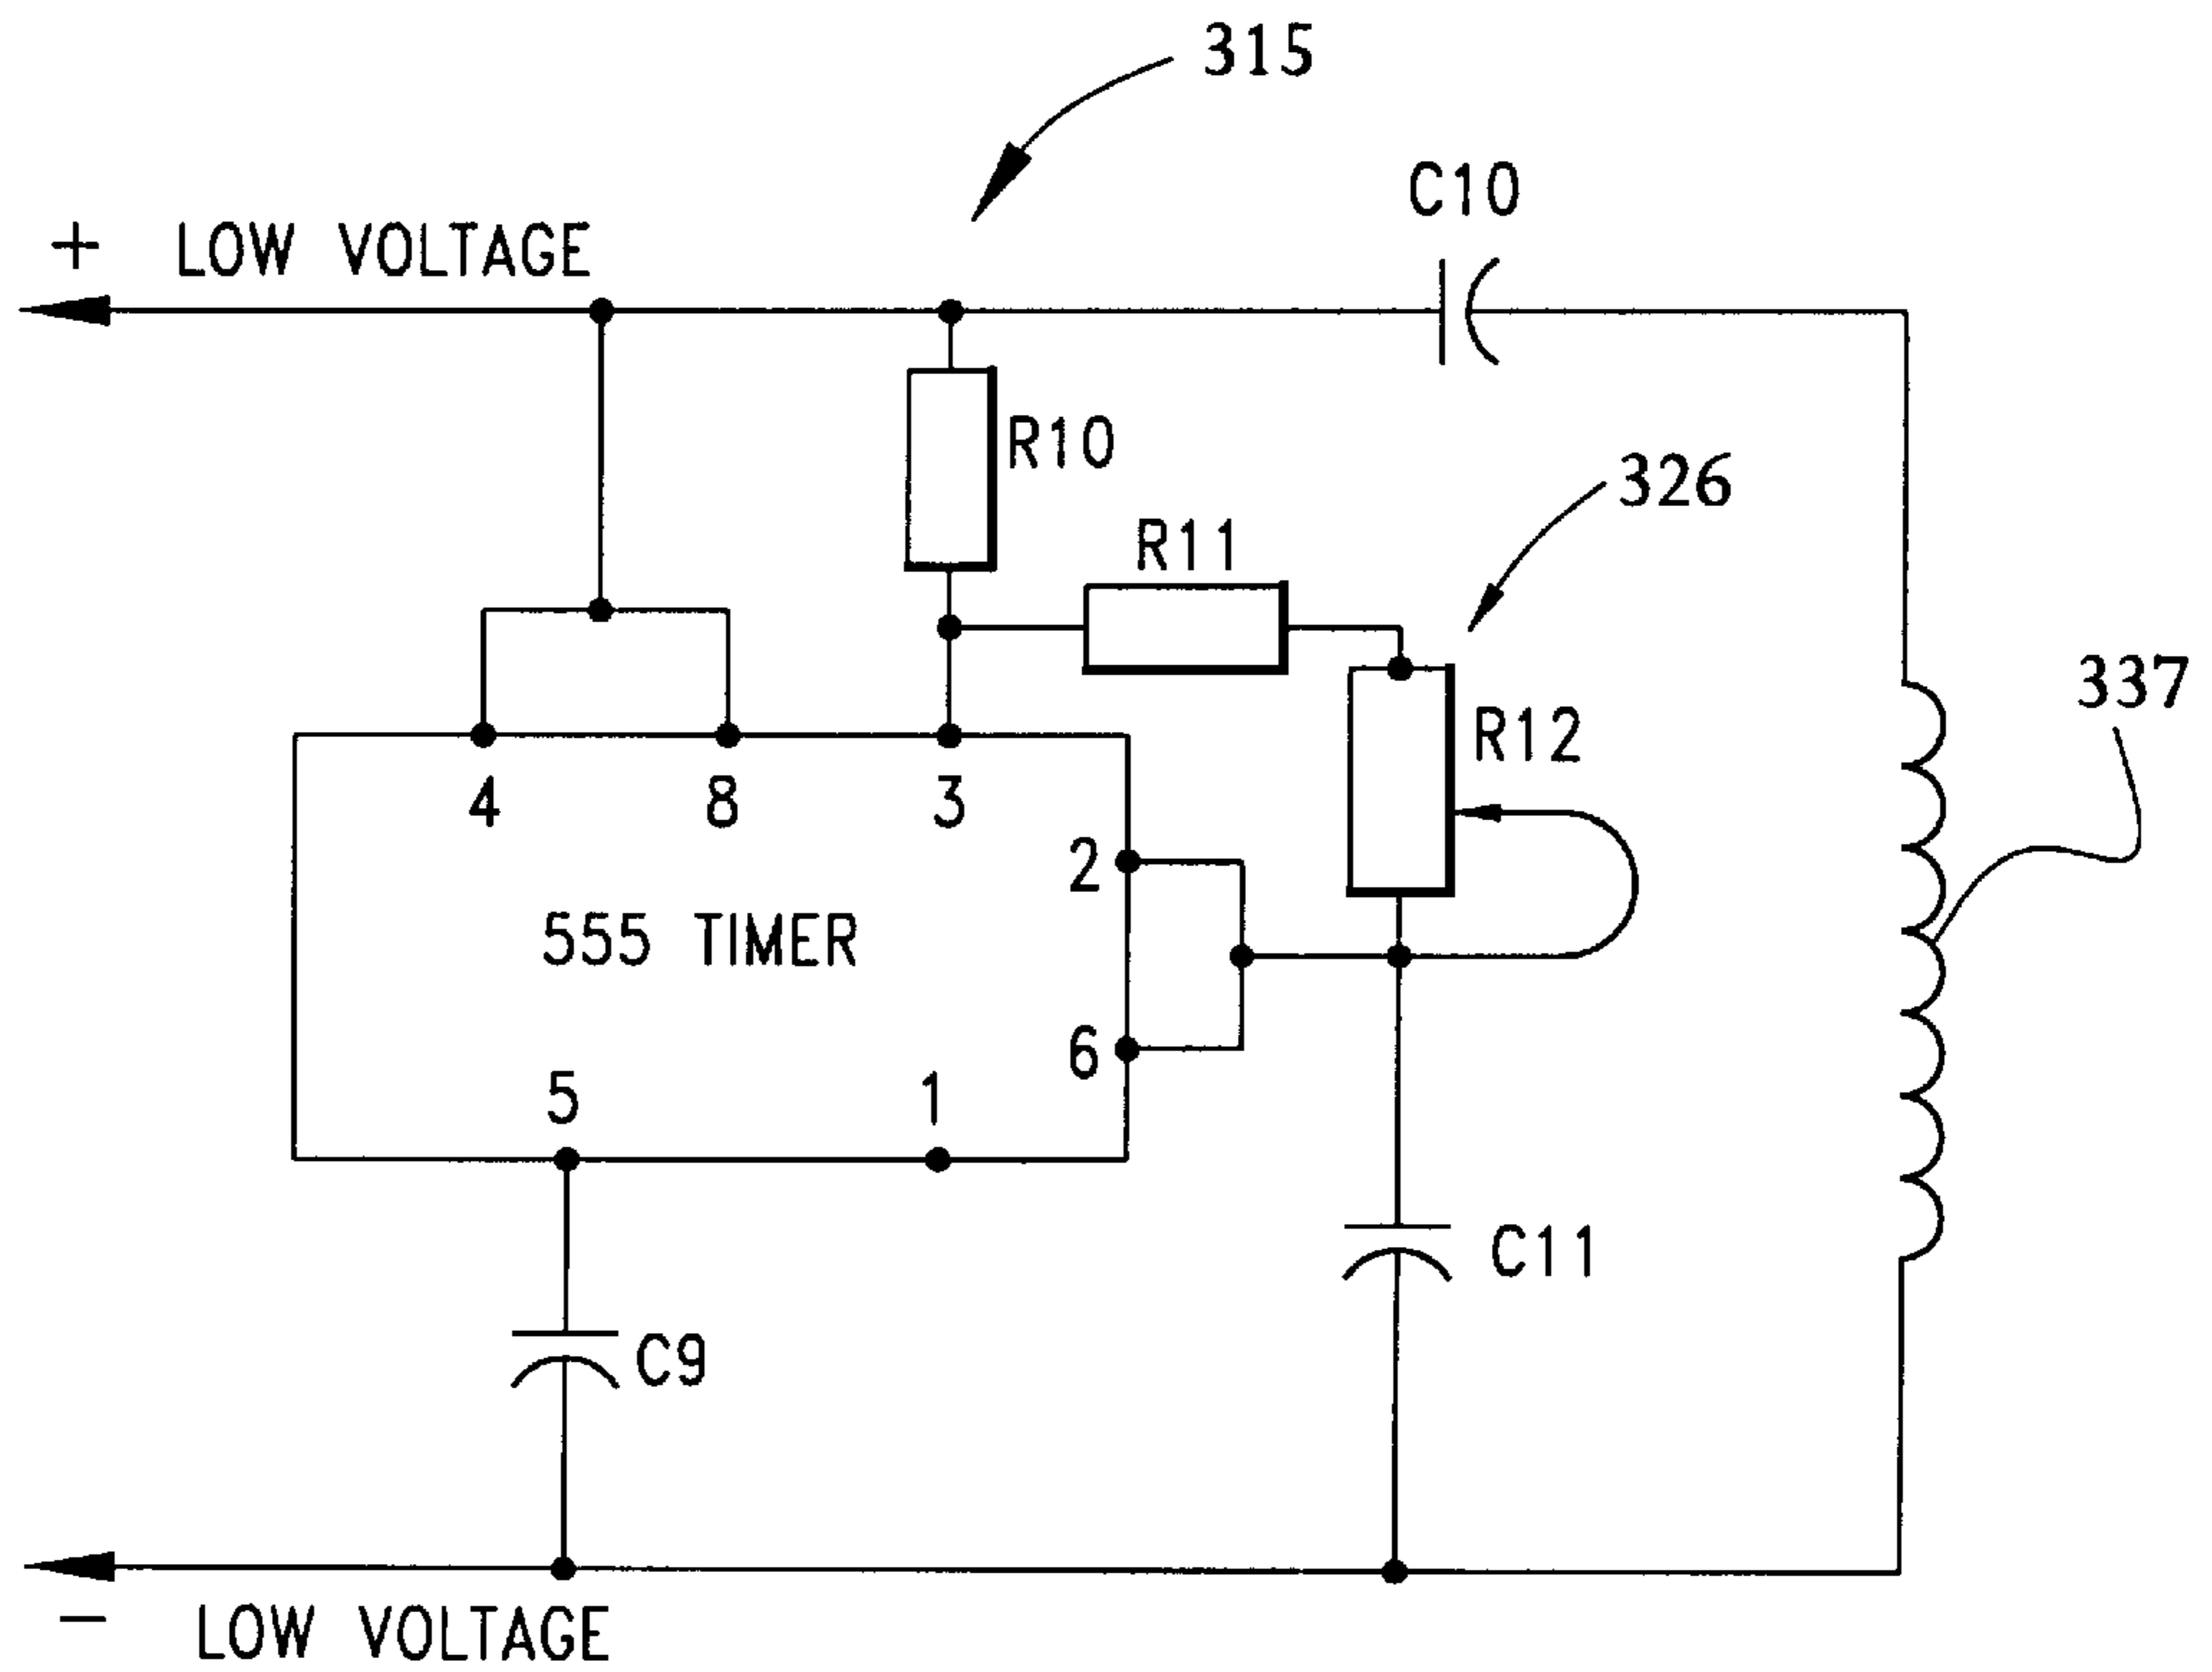 315
C10
+ LOW VOLTAGE
R10
326
R11
337
R12
4 8 3
2
555 TIMER
6
5 1
C11
C9
− LOW VOLTAGE